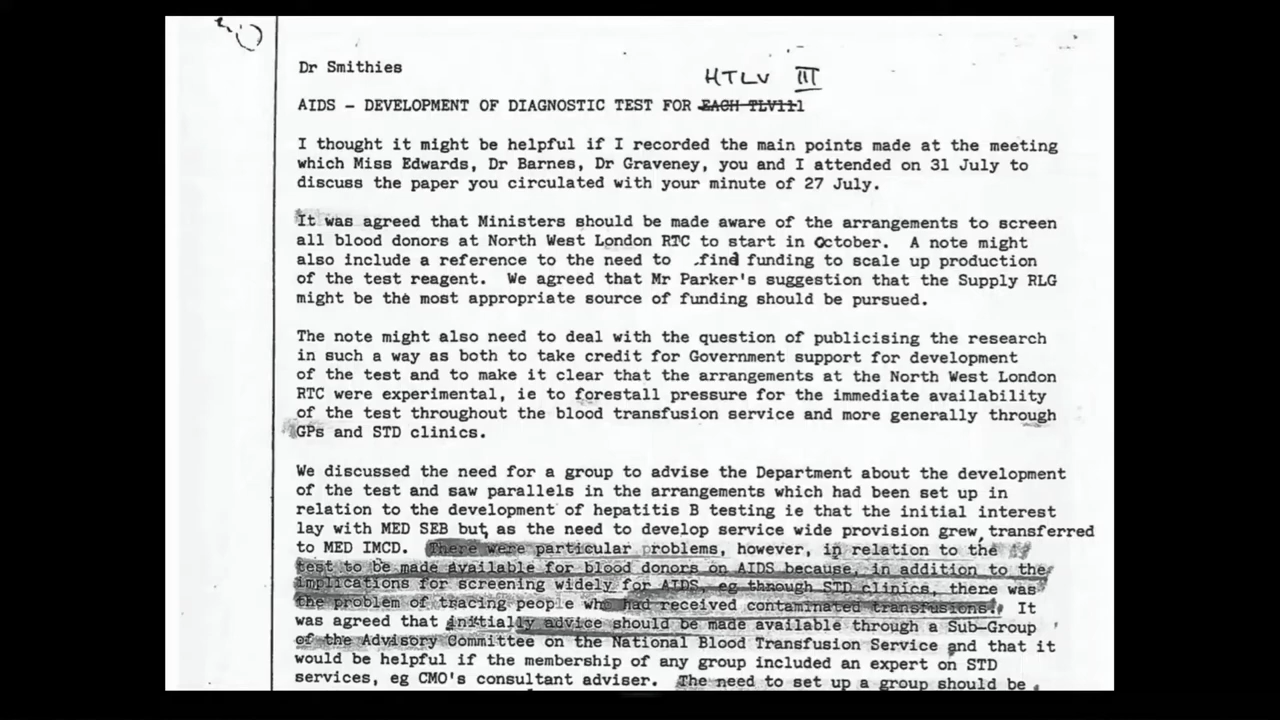 Dr Smithies
HTLV III
AIDS - DEVELOPMENT OF DIAGNOSTIC TEST FOR EACH TLV111
I thought it might be helpful if I recorded the main points made at the meeting
which Miss Edwards, Dr Barnes, Dr Graveney, you and I attended on 31 July to
discuss the paper you circulated with your minute of 27 July.
It was agreed that Ministers should be made aware of the arrangements to screen
all blood donors at North West London RTC to start in October. A note might
also include a reference to the need to find funding to scale up production
of the test reagent. We agreed that Mr Parker's suggestion that the Supply RLG
might be the most appropriate source of funding should be pursued.
The note might also need to deal with the question of publicising the research
in such a way as both to take credit for Government support for development
of the test and to make it clear that the arrangements at the North West London
RTC were experimental, ie to forestall pressure for the immediate availability
of the test throughout the blood transfusion service and more generally through
GPs and STD clinics.
We discussed the need for a group to advise the Department about the development
of the test and saw parallels in the arrangements which had been set up in
relation to the development of hepatitis B testing ie that the initial interest
lay with MED SEB but, as the need to develop service wide provision grew, transferred
to MED IMCD. There were particular problems, however, in relation to the
test to be made available for blood donors on AIDS because, in addition to the
implications for screening widely for AIDS, eg through STD clinics, there was
the problem of tracing people who had received contaminated transfusions. It
was agreed that initially advice should be made available through a Sub-Group
of the Advisory Committee on the National Blood Transfusion Service and that it
would be helpful if the membership of any group included an expert on STD
services, eg CMO's consultant adviser. The need to set up a group should be